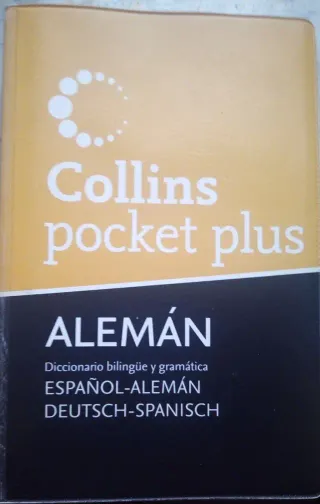 Collins
pocket plus
ALEMÁN
Diccionario bilingüe y gramática
ESPAÑOL-ALEMÁN
DEUTSCH-SPANISCH